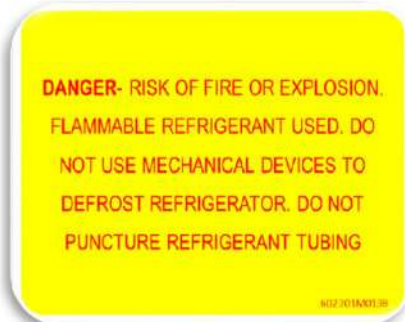 DANGER- RISK OF FIRE OR EXPLOSION.
FLAMMABLE REFRIGERANT USED. DO
NOT USE MECHANICAL DEVICES TO
DEFROST REFRIGERATOR. DO NOT
PUNCTURE REFRIGERANT TUBING